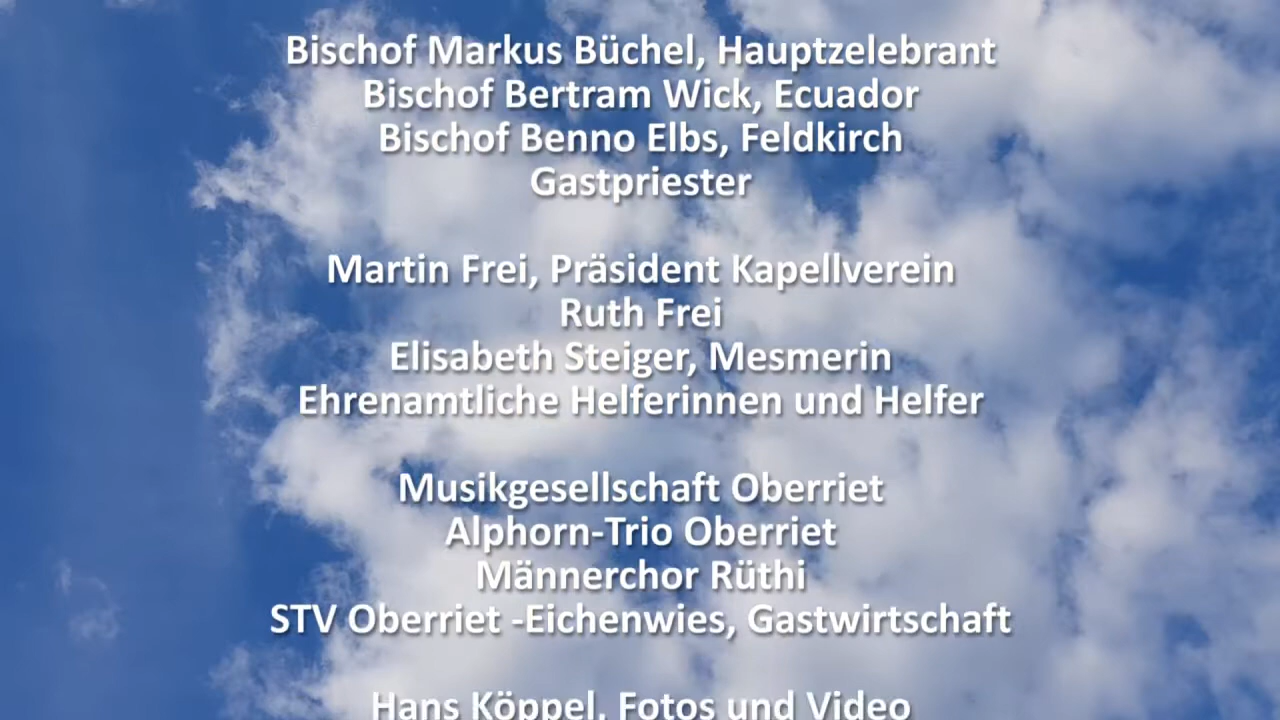 Bischof Markus Büchel, Hauptzelebrant
Bischof Bertram Wick, Ecuador
Bischof Benno Elbs, Feldkirch
Gastpriester
Martin Frei, Präsident Kapellverein
Ruth Frei
Elisabeth Steiger, Mesmerin
Ehrenamtliche Helferinnen und Helfer
Musikgesellschaft Oberriet
Alphorn-Trio Oberriet
Männerchor Rüthi
STV Oberriet -Eichenwies, Gastwirtschaft
Hans Köppel, Fotos und Video